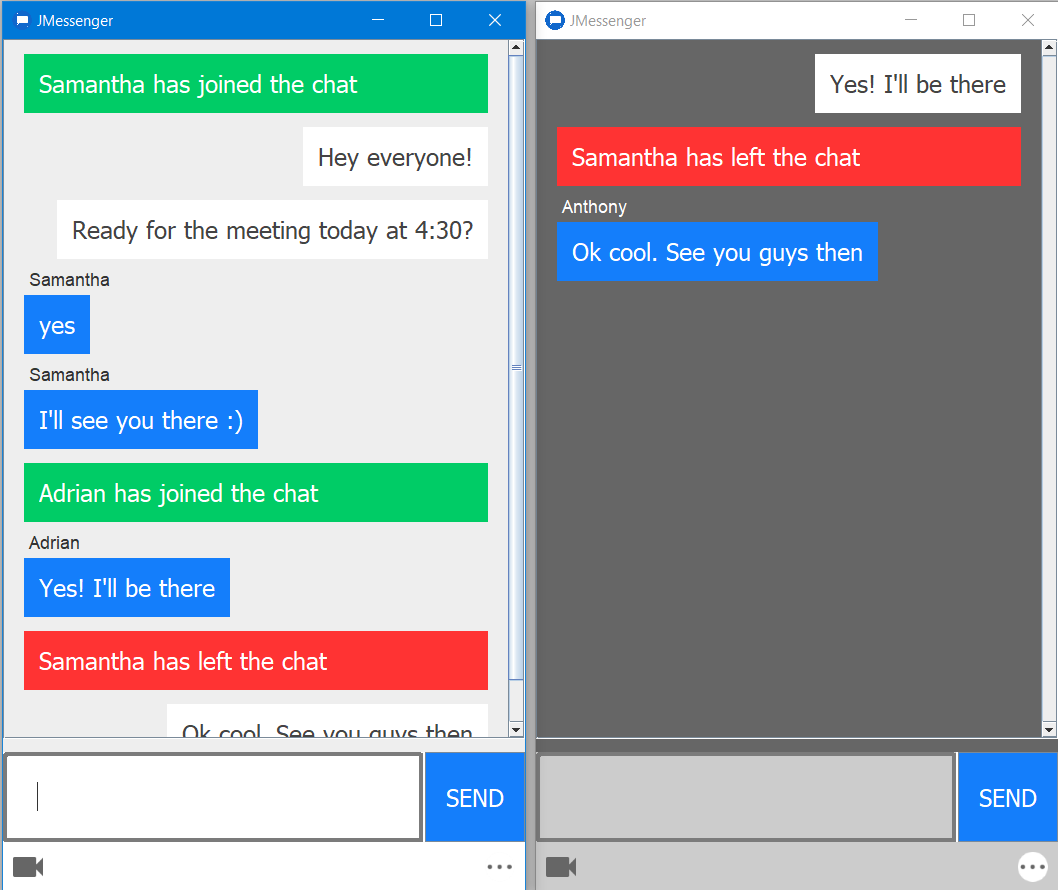 JMessenger
Samantha has joined the chat
Hey everyone!
Ready for the meeting today at 4:30?
Samantha
yes
Samantha
I'll see you there :)
Adrian has joined the chat
Adrian
Yes! I'll be there
Samantha has left the chat
Ok cool. See you guys then
SEND
JMessenger
Yes! I'll be there
Samantha has left the chat
Anthony
Ok cool. See you guys then
SEND